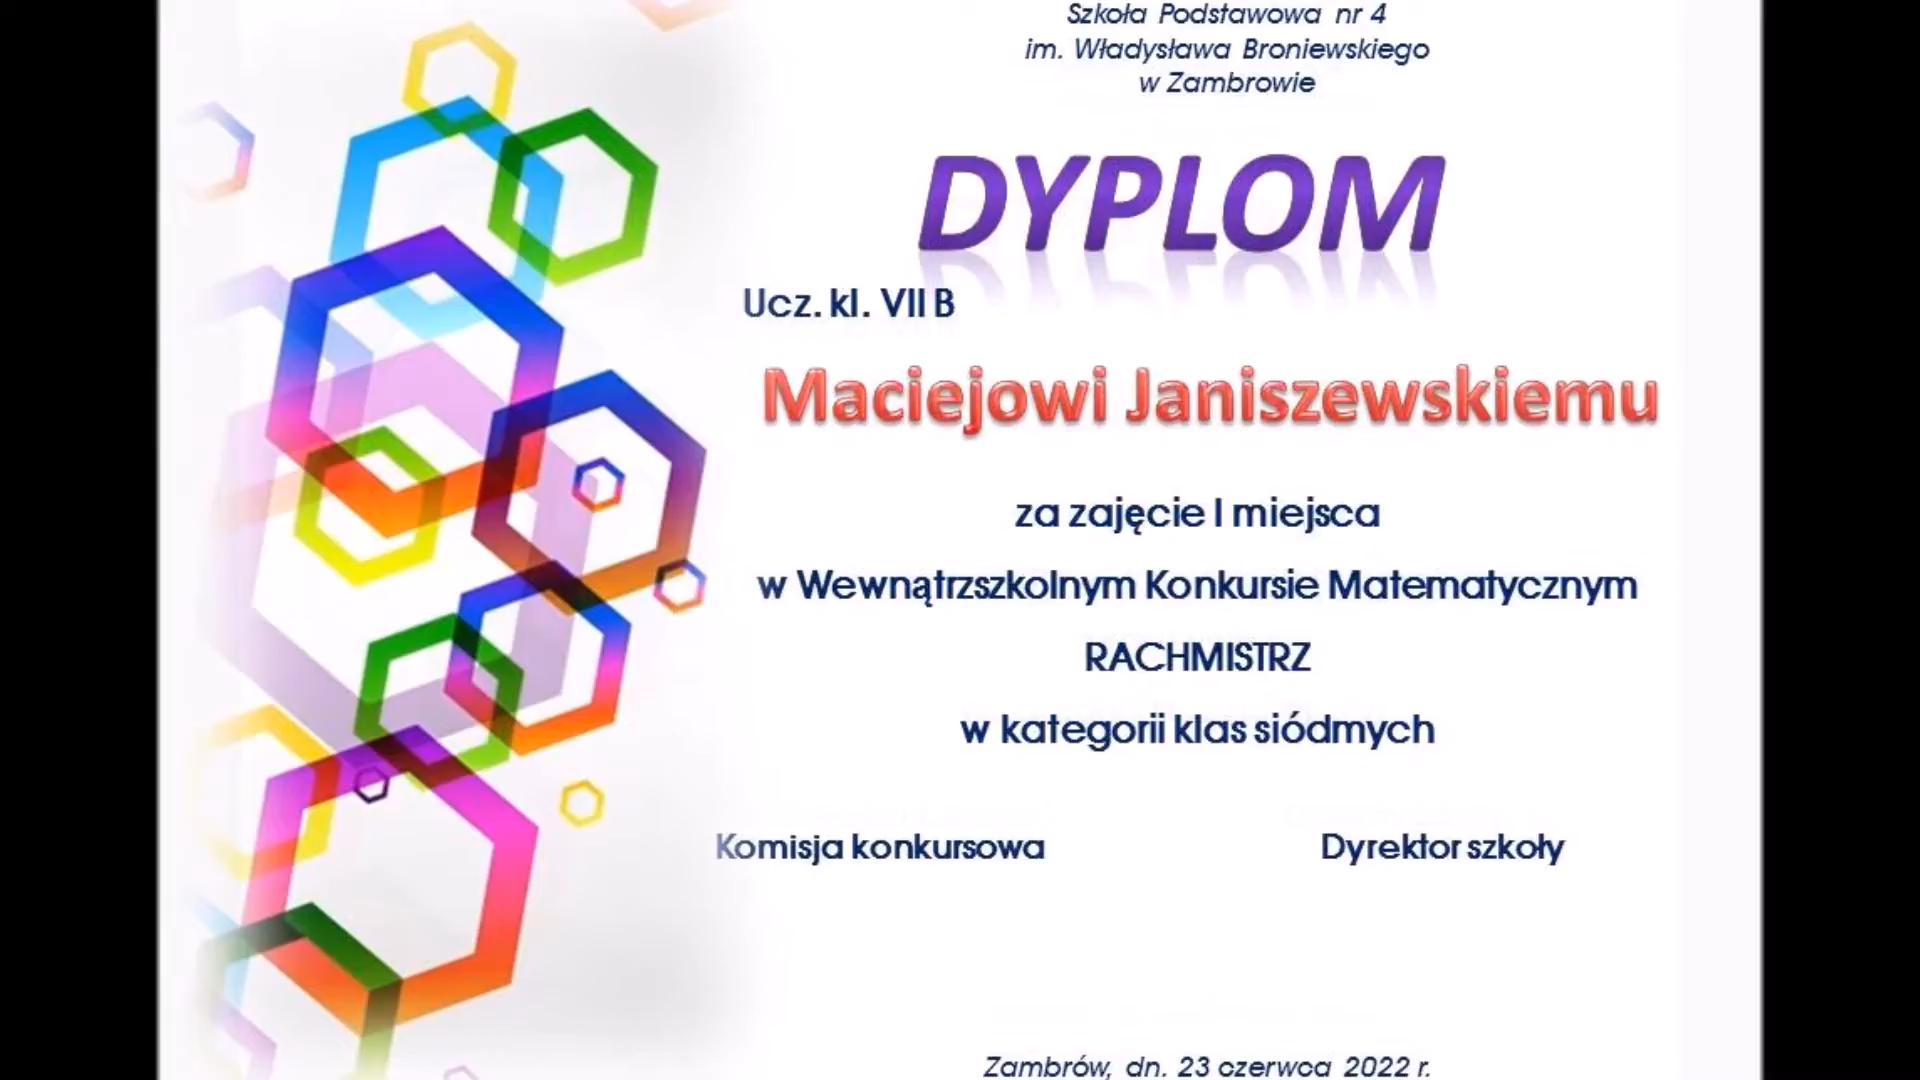 Szkoła Podstawowa nr 4
im. Władysława Broniewskiego
w Zambrowie
DYPLOM
Ucz. kl. VII B
Maciejowi Janiszewskiemu
za zajęcie I miejsca
w Wewnątrzszkolnym Konkursie Matematycznym
RACHMISTRZ
w kategorii klas siódmych
Komisja konkursowa Dyrektor szkoły
Zambrów, dn. 23 czerwca 2022 r.